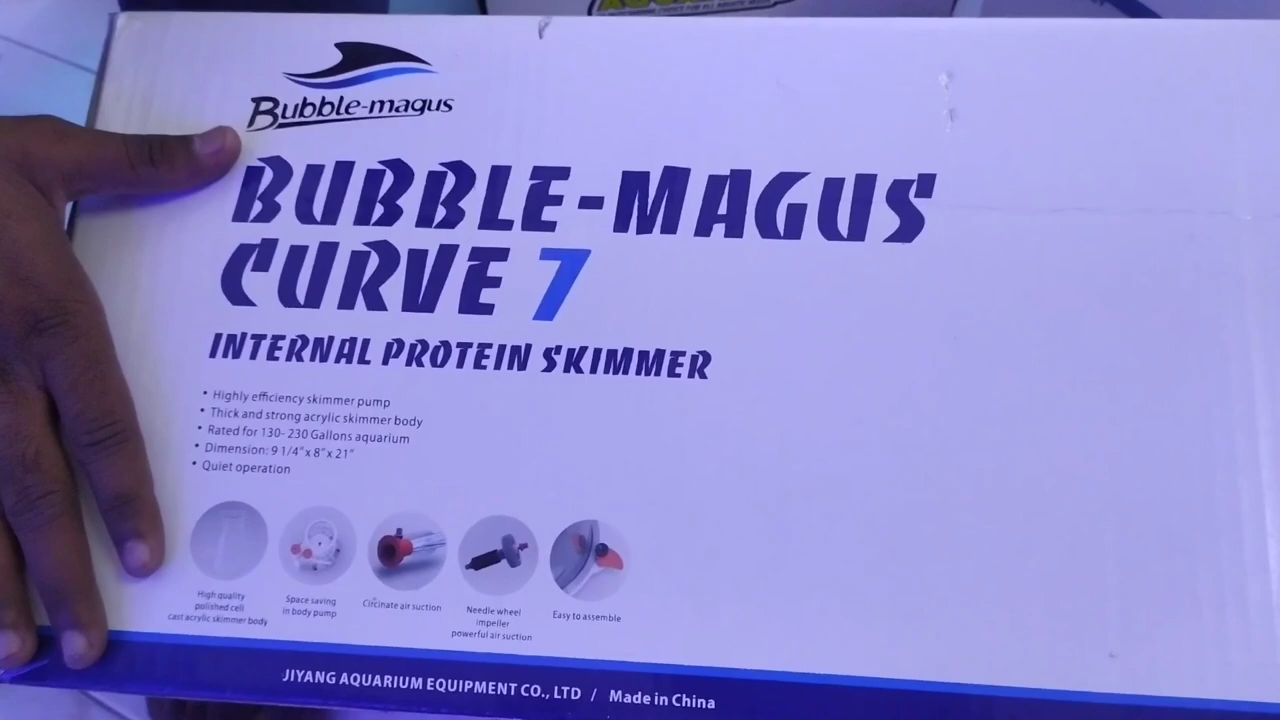 Bubble-magus
BUBBLE-MAGUS
CURVE 7
INTERNAL PROTEIN SKIMMER
• Highly efficiency skimmer pump
• Thick and strong acrylic skimmer body
• Rated for 130- 230 Gallons aquarium
• Dimension: 9 1/4"x 8"x 21"
• Quiet operation
High quality
polished cell
cast acrylic skimmer body
Space saving
in body pump
Circinate air suction
Needle wheel
impeller
powerful air suction
Easy to assemble
JIYANG AQUARIUM EQUIPMENT CO., LTD / Made in China